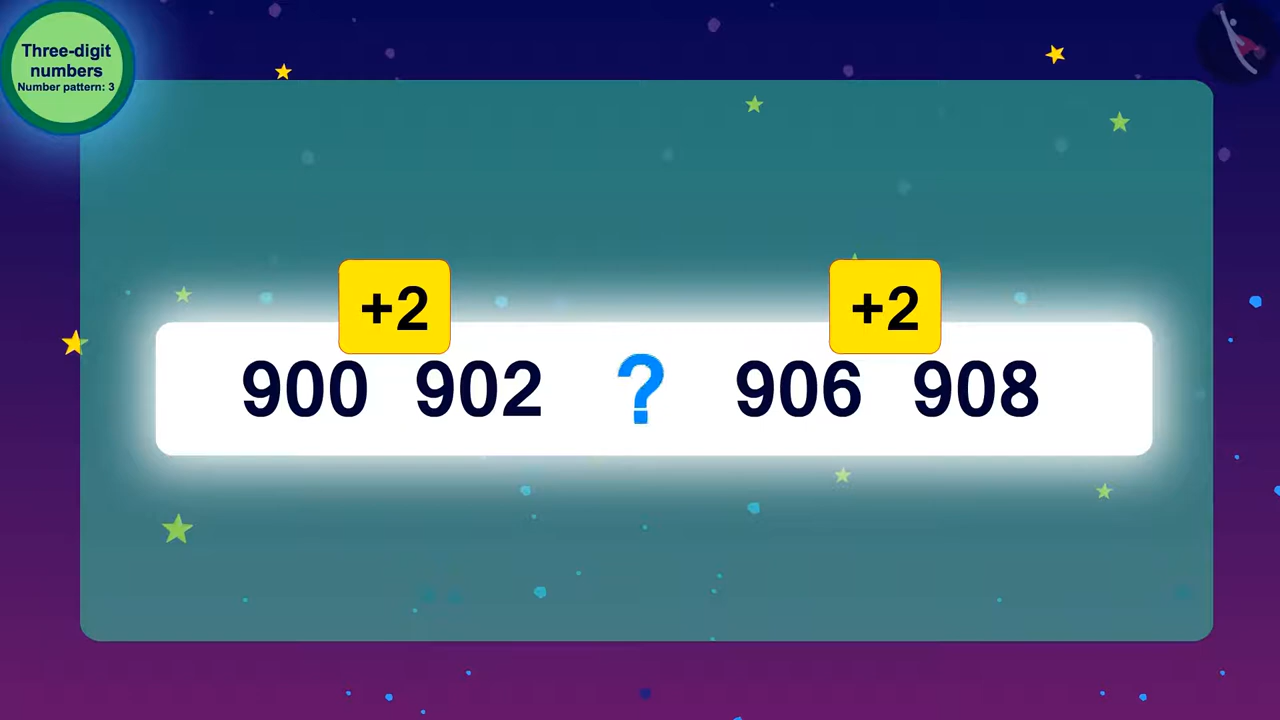 Three-digit
numbers
Number pattern: 3
+2 +2
900 902 ? 906 908